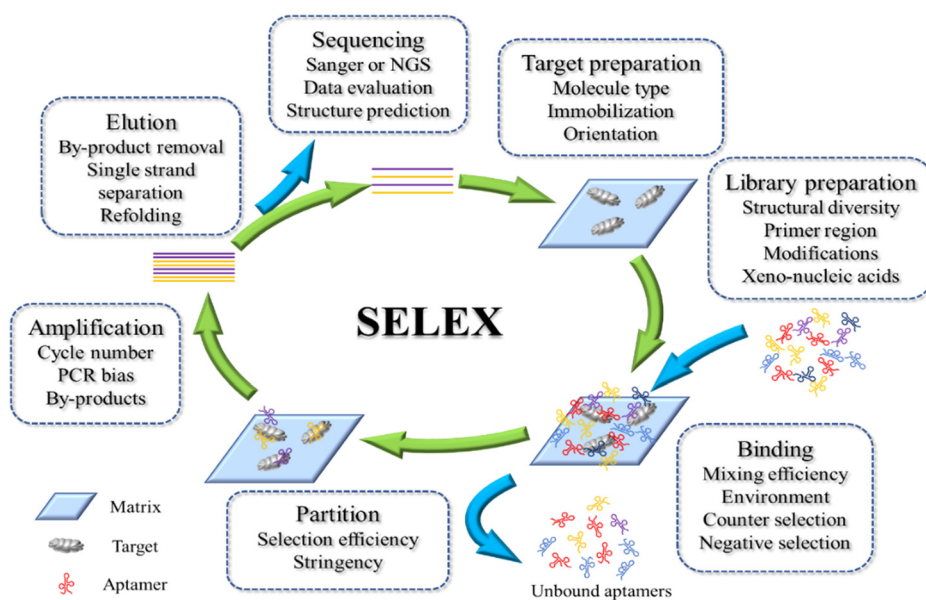 Sequencing
Sanger or NGS
Data evaluation
Structure prediction
Target preparation
Molecule type
Immobilization
Orientation
Elution
By-product removal
Single strand
separation
Refolding
Library preparation
Structural diversity
Primer region
Modifications
Xeno-nucleic acids
SELEX
Amplification
Cycle number
PCR bias
By-products
Binding
Mixing efficiency
Environment
Counter selection
Negative selection
Partition
Selection efficiency
Stringency
Matrix
Target
Aptamer
Unbound aptamers